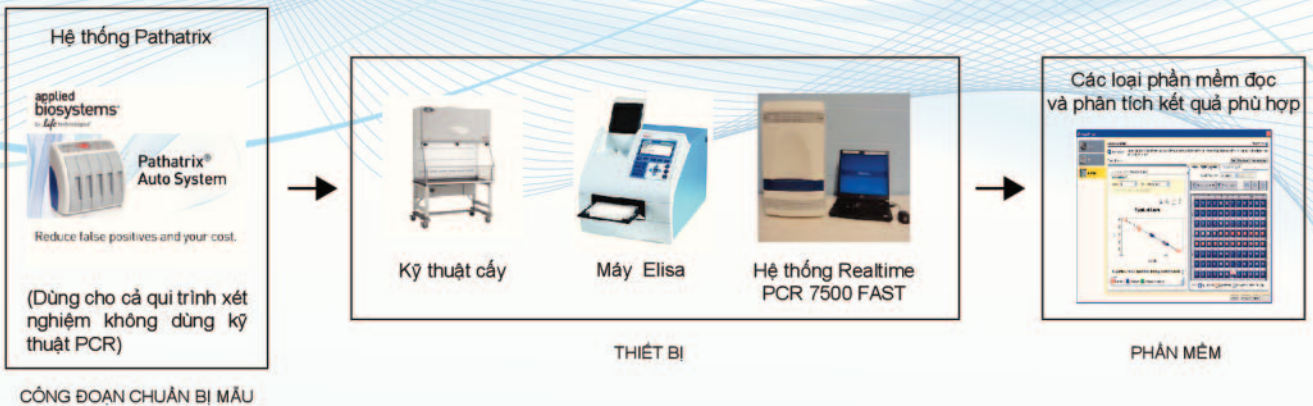 Hệ thống Pathatrix
applied
biosystems
by life technologies
Pathatrix®
Auto System
Reduce false positives and your cost.
(Dùng cho cả qui trình xét
nghiệm không dùng kỹ
thuật PCR)
CÔNG ĐOẠN CHUẨN BỊ MẪU
Kỹ thuật cấy
Máy Elisa
Hệ thống Realtime
PCR 7500 FAST
THIẾT BỊ
Các loại phần mềm đọc
và phân tích kết quả phù hợp
PHẦN MỀM